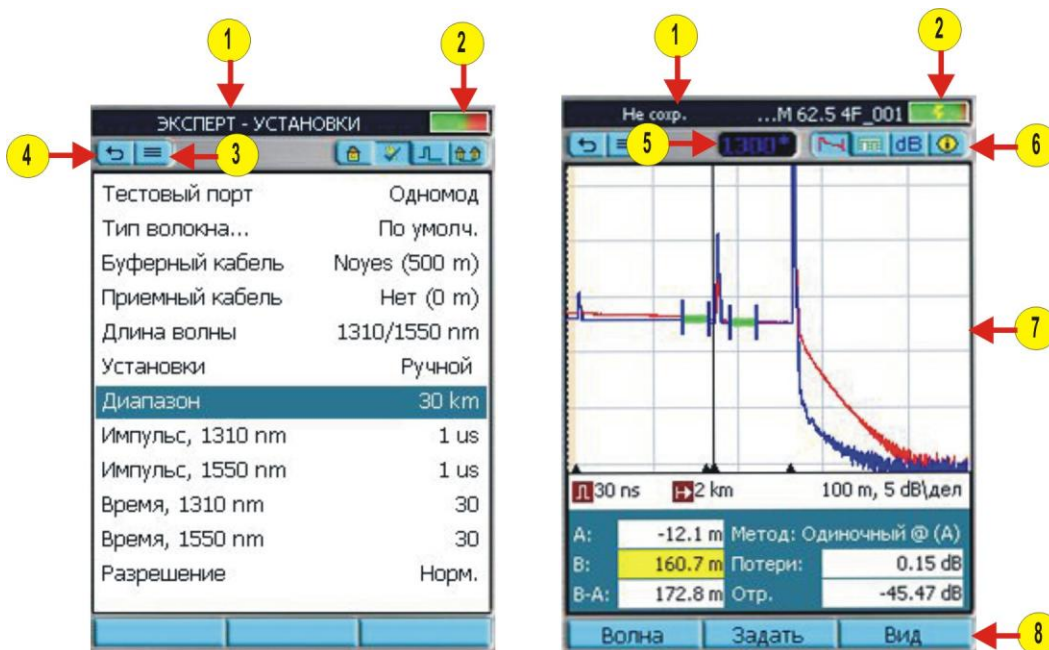 1
2
ЭКСПЕРТ - УСТАНОВКИ
4
3
Тестовый порт Одномод
Тип волокна... По умолч.
Буферный кабель Noyes (500 m)
Приемный кабель Нет (0 m)
Длина волны 1310/1550 nm
Установки Ручной
Диапазон 30 km
Импульс, 1310 nm 1 us
Импульс, 1550 nm 1 us
Время, 1310 nm 30
Время, 1550 nm 30
Разрешение Норм.
1
2
Не сохр. ...M 62.5 4F_001
5
1300*
dB
6
7
30 ns 2 km 100 m, 5 dB\дел
A: -12.1 m Метод: Одиночный @ (A)
B: 160.7 m Потери: 0.15 dB
B-A: 172.8 m Отр. -45.47 dB
Волна Задать Вид
8